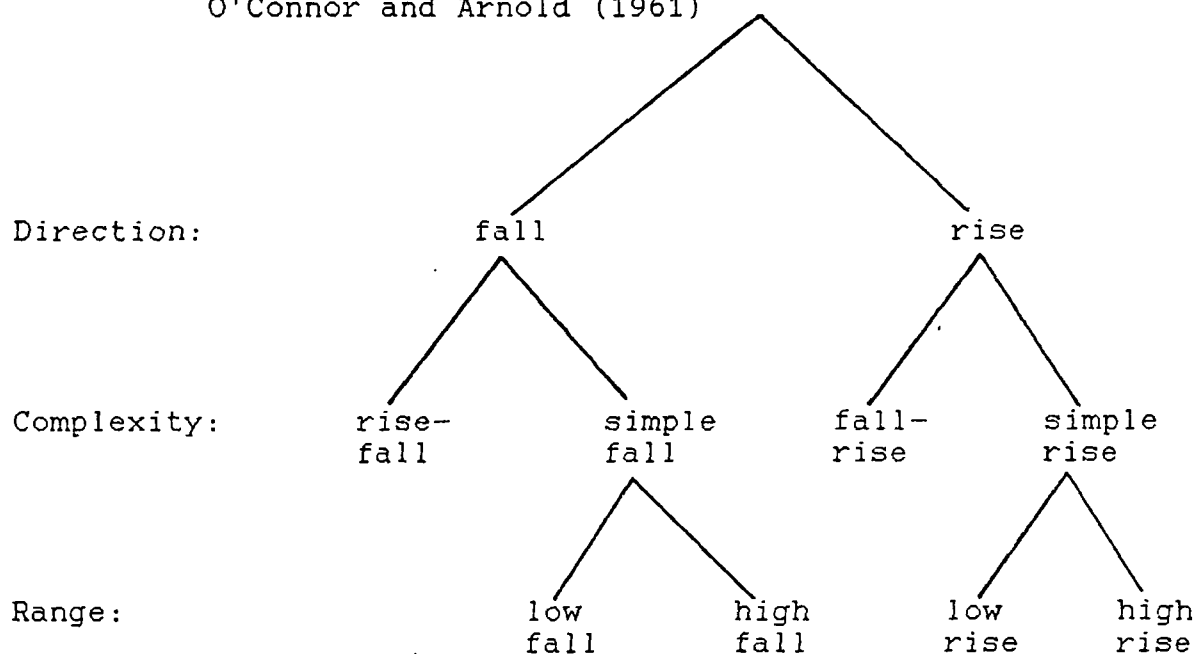 O'Connor and Arnold (1961)
Direction: fall rise
Complexity: rise- simple fall- simple
fall fall rise rise
Range: low high low high
fall fall rise rise